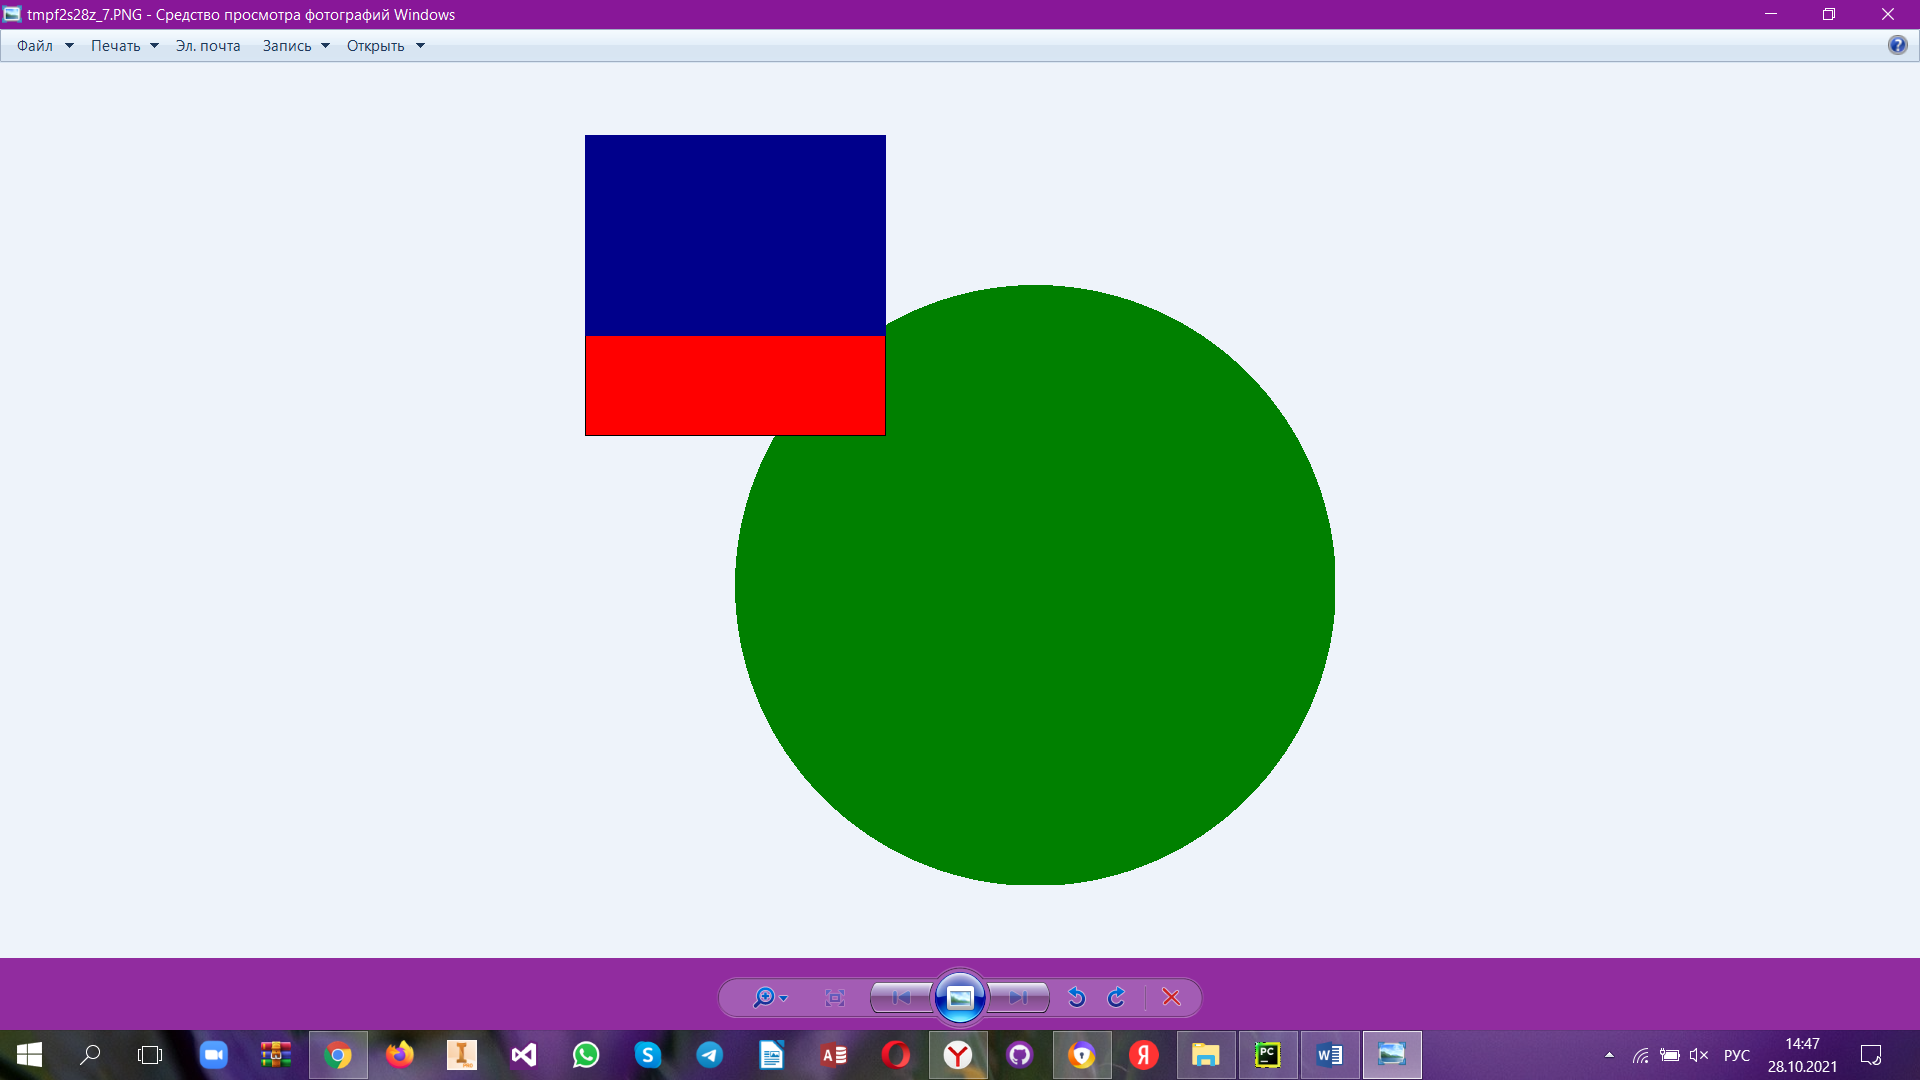 tmpf2s28z_7.PNG - Средство просмотра фотографий Windows
Файл Печать Эл. почта Запись Открыть
РУС
14:47
28.10.2021